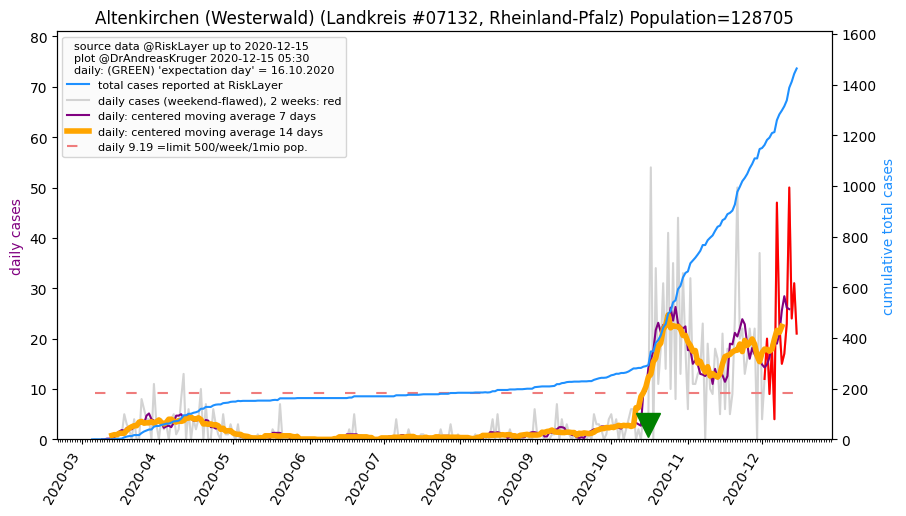 Altenkirchen (Westerwald) (Landkreis #07132, Rheinland-Pfalz) Population=128705
source data @RiskLayer up to 2020-12-15
plot @DrAndreasKruger 2020-12-15 05:30
daily: (GREEN) 'expectation day' = 16.10.2020
total cases reported at RiskLayer
daily cases (weekend-flawed), 2 weeks: red
daily: centered moving average 7 days
daily: centered moving average 14 days
daily 9.19 =limit 500/week/1mio pop.
daily cases
80
70
60
50
40
30
20
10
0
cumulative total cases
1600
1400
1200
1000
800
600
400
200
0
2020-03
2020-04
2020-05
2020-06
2020-07
2020-08
2020-09
2020-10
2020-11
2020-12